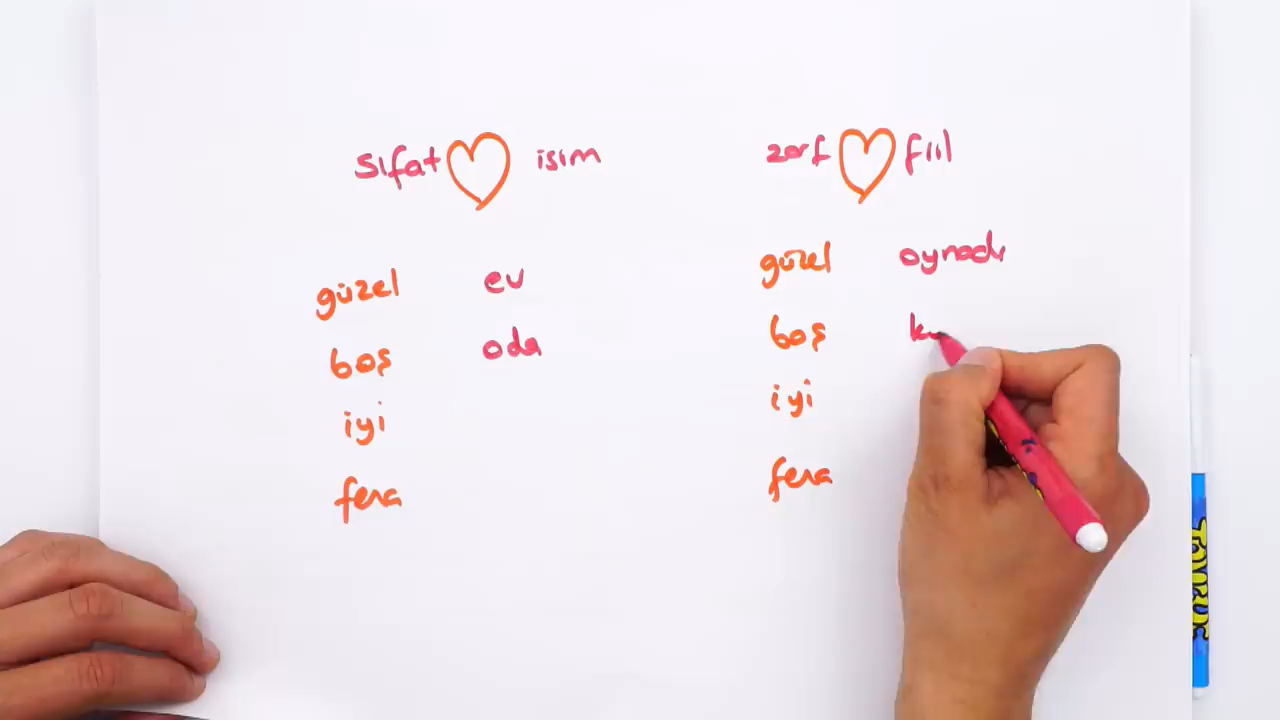 sıfat isim
güzel ev
boş oda
iyi
fena
zarf fiil
güzel oynadı
boş
iyi
fena